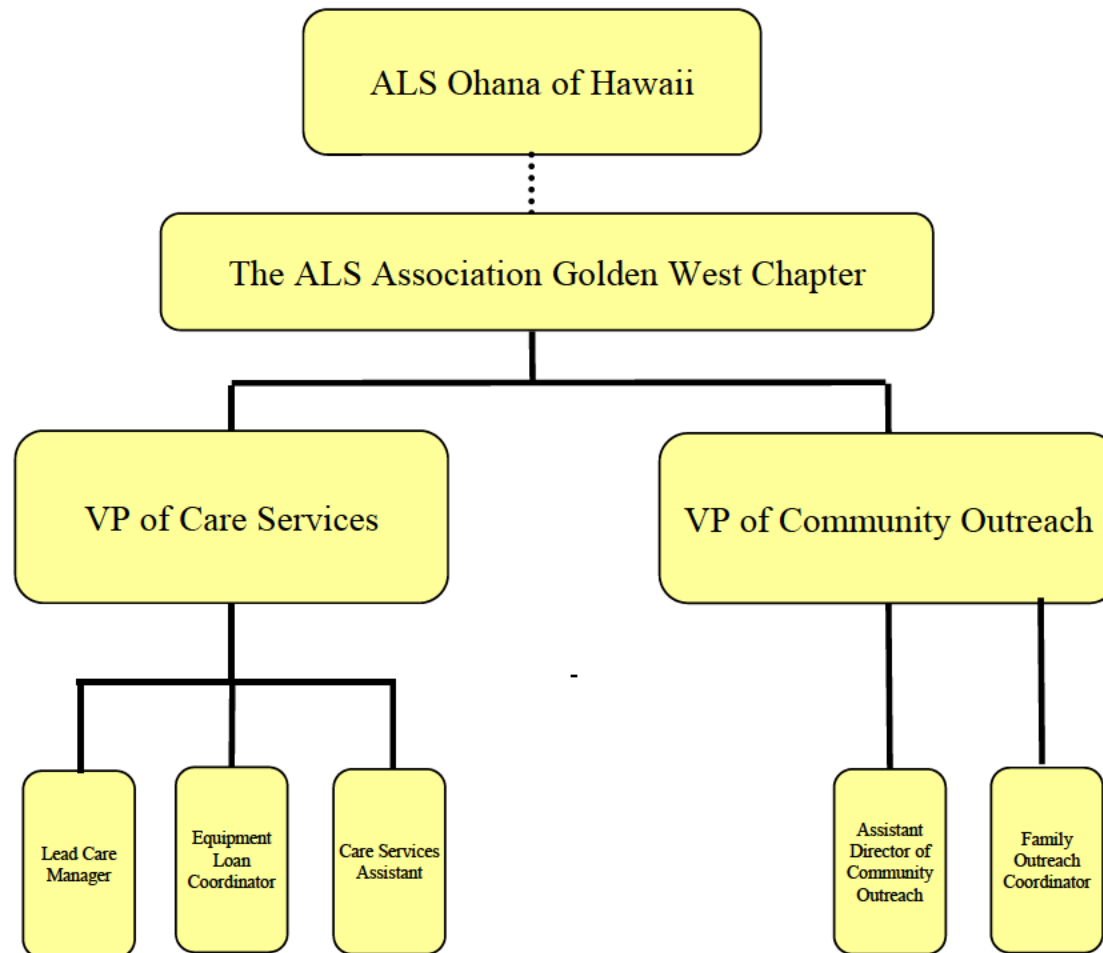 ALS Ohana of Hawaii
The ALS Association Golden West Chapter
VP of Care Services
VP of Community Outreach
-
Lead Care
Manager
Equipment
Loan
Coordinator
Care Services
Assistant
Assistant
Director of
Community
Outreach
Family
Outreach
Coordinator